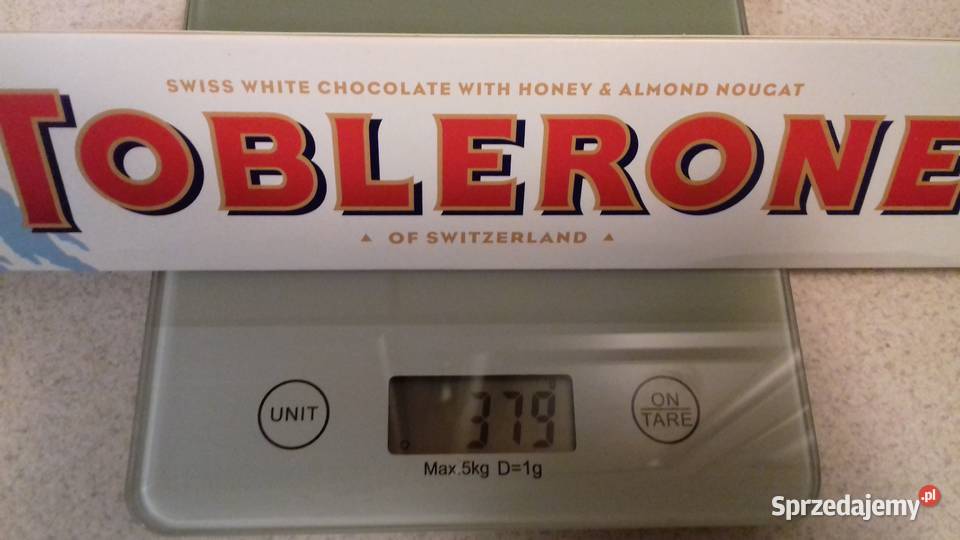 SWISS WHITE CHOCOLATE WITH HONEY & ALMOND NOUGAT
TOBLERONE
▲ OF SWITZERLAND ▲
UNIT
379
g
ON
TARE
Max.5kg D=1g
Sprzedajemy.pl